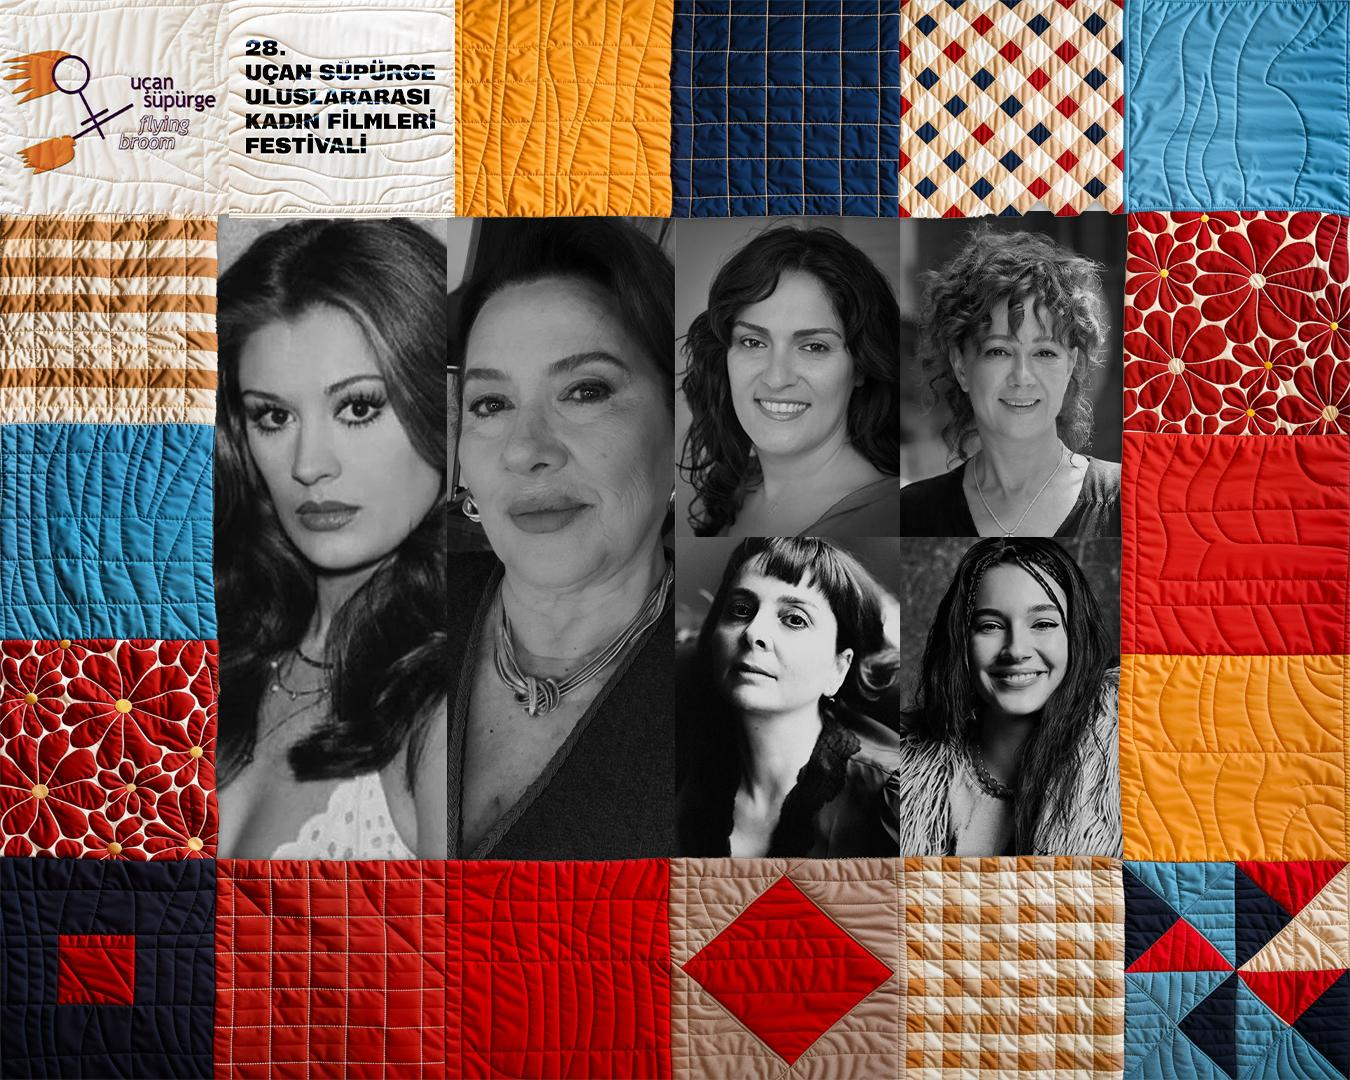 uçan
süpürge
flying
broom
28.
UÇAN SÜPÜRGE
ULUSLARARASI
KADIN FİLMLERİ
FESTİVALİ